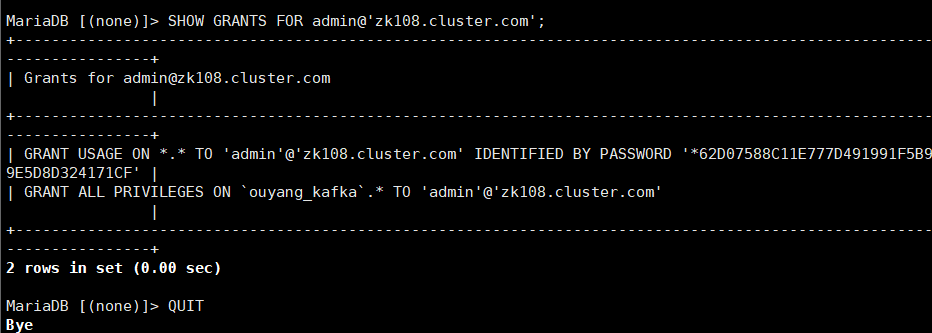 MariaDB [(none)]> SHOW GRANTS FOR admin@'zk108.cluster.com';
+------------------------------------------------------------------------------------------------------
----------------+
| Grants for admin@zk108.cluster.com
                |
+------------------------------------------------------------------------------------------------------
----------------+
| GRANT USAGE ON *.* TO 'admin'@'zk108.cluster.com' IDENTIFIED BY PASSWORD '*62D07588C11E777D491991F5B9
9E5D8D324171CF' |
| GRANT ALL PRIVILEGES ON `ouyang_kafka`.* TO 'admin'@'zk108.cluster.com'
                |
+------------------------------------------------------------------------------------------------------
----------------+
2 rows in set (0.00 sec)
MariaDB [(none)]> QUIT
Bye